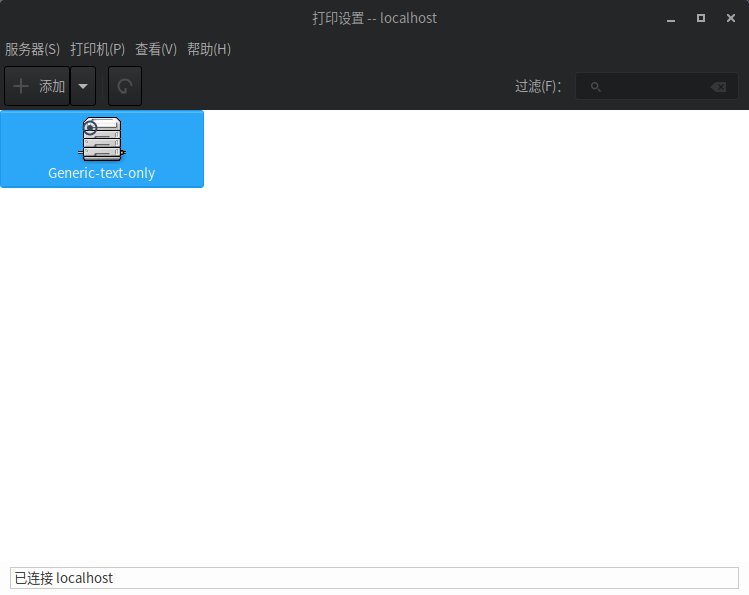 打印设置 -- localhost
服务器(S) 打印机(P) 查看(V) 帮助(H)
添加 过滤(F):
Generic-text-only
已连接 localhost